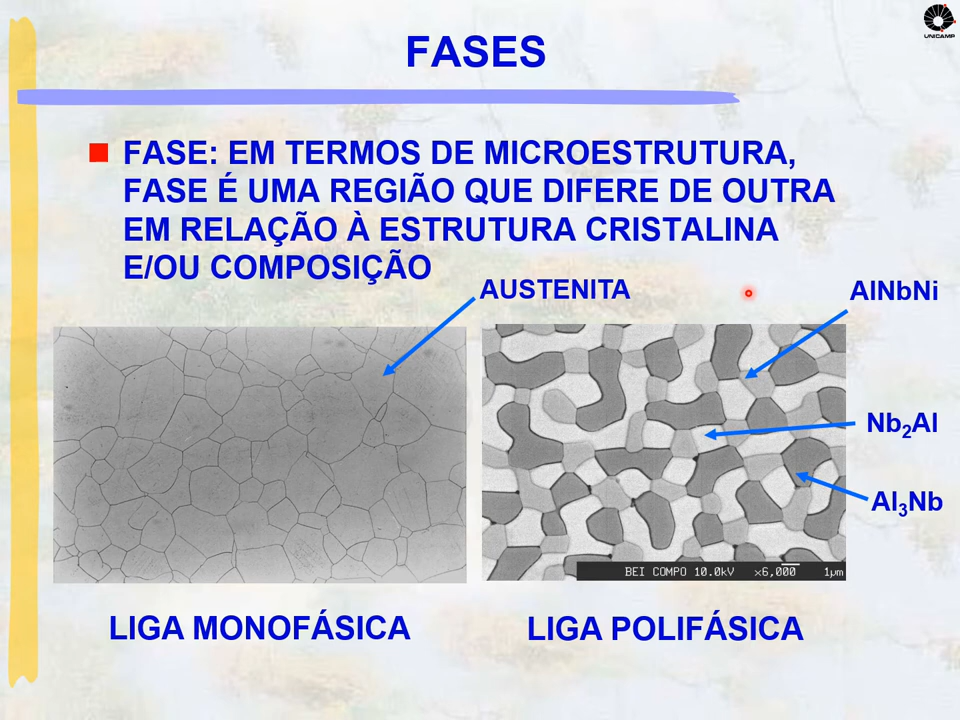 UNICAMP
FASES
FASE: EM TERMOS DE MICROESTRUTURA,
FASE É UMA REGIÃO QUE DIFERE DE OUTRA
EM RELAÇÃO À ESTRUTURA CRISTALINA
E/OU COMPOSIÇÃO
AUSTENITA
AlNbNi
Nb₂Al
Al₃Nb
BEI COMPO 10.0kV x6,000 1µm
LIGA MONOFÁSICA
LIGA POLIFÁSICA